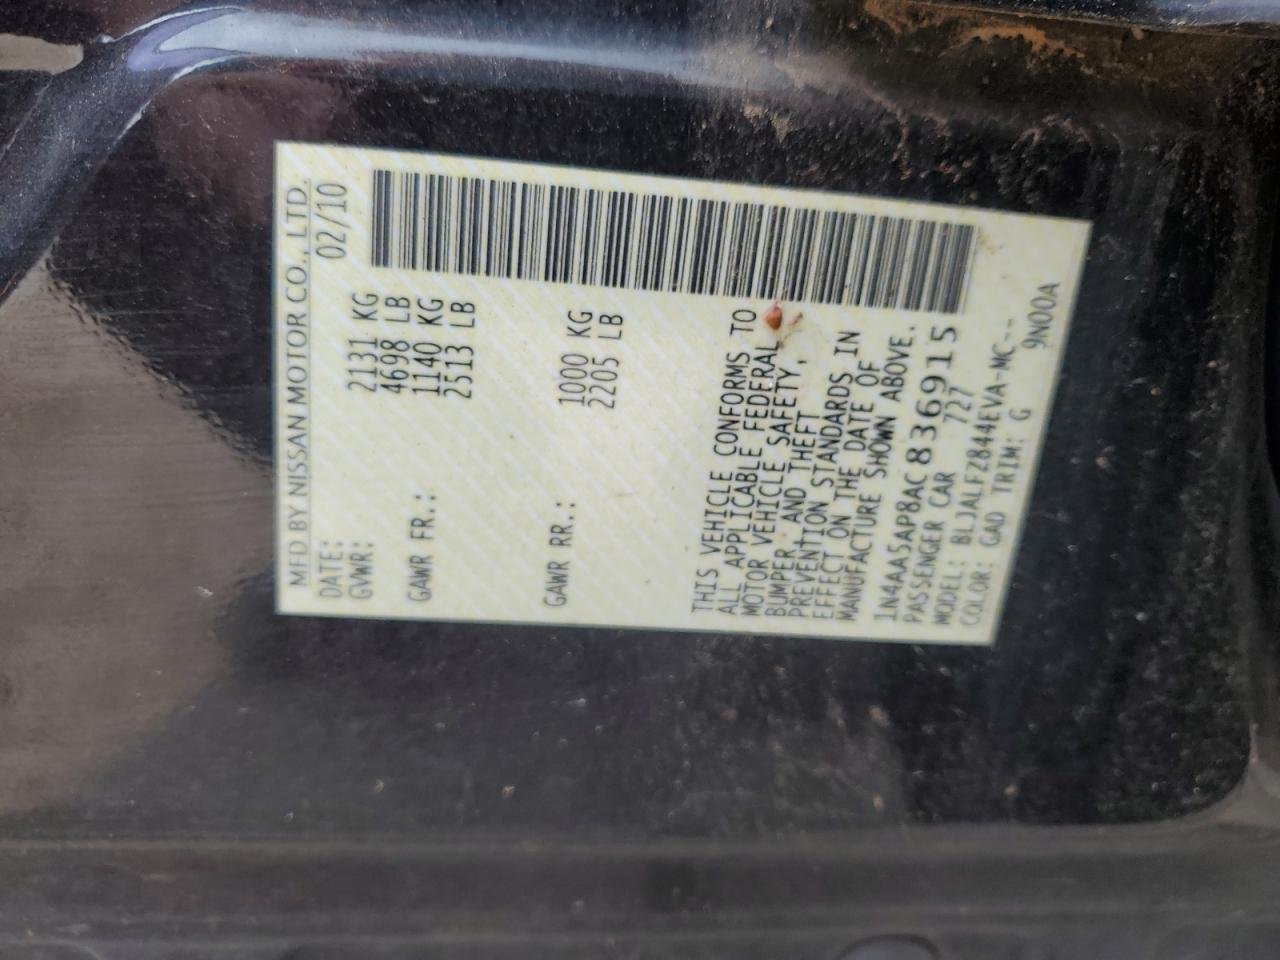 MFD BY NISSAN MOTOR CO., LTD.
DATE: 02/10
GVWR: 2131 KG
4698 LB
GAWR FR.: 1140 KG
2513 LB
GAWR RR.: 1000 KG
2205 LB
THIS VEHICLE CONFORMS TO
ALL APPLICABLE FEDERAL
MOTOR VEHICLE SAFETY,
BUMPER, AND THEFT
PREVENTION STANDARDS IN
EFFECT ON THE DATE OF
MANUFACTURE SHOWN ABOVE.
1N4AA5AP8AC836915
PASSENGER CAR 727
MODEL: BLJALFZ844EVA-MC--
COLOR: GAD TRIM: G 9N00A